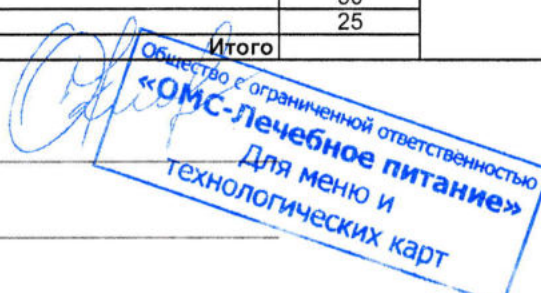 25
Итого
Общество с ограниченной ответственностью
«ОМС-Лечебное питание»
Для меню и
технологических карт